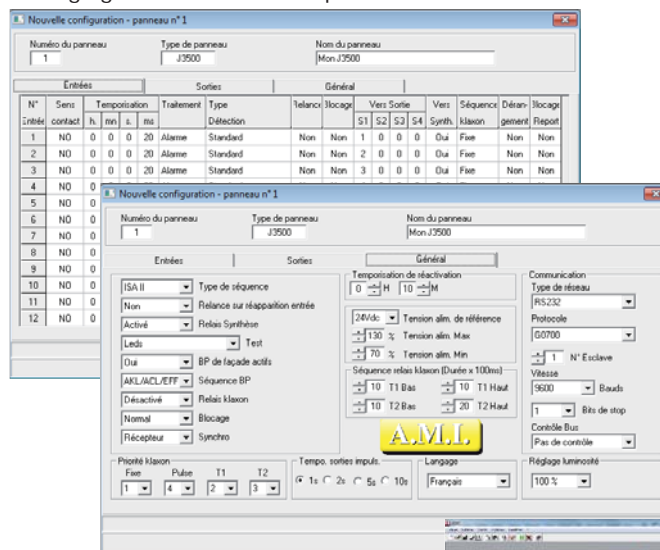 Nouvelle configuration - panneau n° 1
Numéro du panneau Type de panneau Nom du panneau
1 J3500 Mon J3500
Entrées Sorties Général
N° Sens Temporisation Traitement Type Relance Blocage Vers Sortie Vers Séquence Déran- Blocage
Entrée contact h. mn s. ms Détection S1 S2 S3 S4 Synth. klaxon gement Report
1 NO 0 0 0 20 Alarme Standard Non Non 1 0 0 0 Oui Fixe Non Non
2 NO 0 0 0 20 Alarme Standard Non Non 2 0 0 0 Oui Fixe Non Non
3 NO 0 0 0 20 Alarme Standard Non Non 3 0 0 0 Oui Fixe Non Non
4 NO 0
5 NO 0
6 NO 0
7 NO 0
8 NO 0
9 NO 0
10 NO 0
11 NO 0
12 NO 0
Nouvelle configuration - panneau n° 1
Numéro du panneau Type de panneau Nom du panneau
1 J3500 Mon J3500
Entrées Sorties Général
ISA II Type de séquence
Non Relance sur réapparition entrée
Activé Relais Synthèse
Leds Test
Oui BP de façade actifs
AKL/ACL/EFF Séquence BP
Désactivé Relais klaxon
Normal Blocage
Récepteur Synchro
Temporisation de réactivation
0 H 10 M
24Vdc Tension alim. de référence
130 % Tension alim. Max
70 % Tension alim. Min
Séquence relais klaxon (Durée x 100ms)
10 T1 Bas 10 T1 Haut
10 T2 Bas 20 T2 Haut
A.M.I.
Communication
Type de réseau
RS232
Protocole
G0700
1 N° Esclave
Vitesse
9600 Bauds
1 Bits de stop
Contrôle Bus
Pas de contrôle
Priorité klaxon
Fixe Pulse T1 T2
1 4 2 3
Tempo. sorties impuls.
1s 2s 5s 10s
Langage
Français
Réglage luminosité
100 %